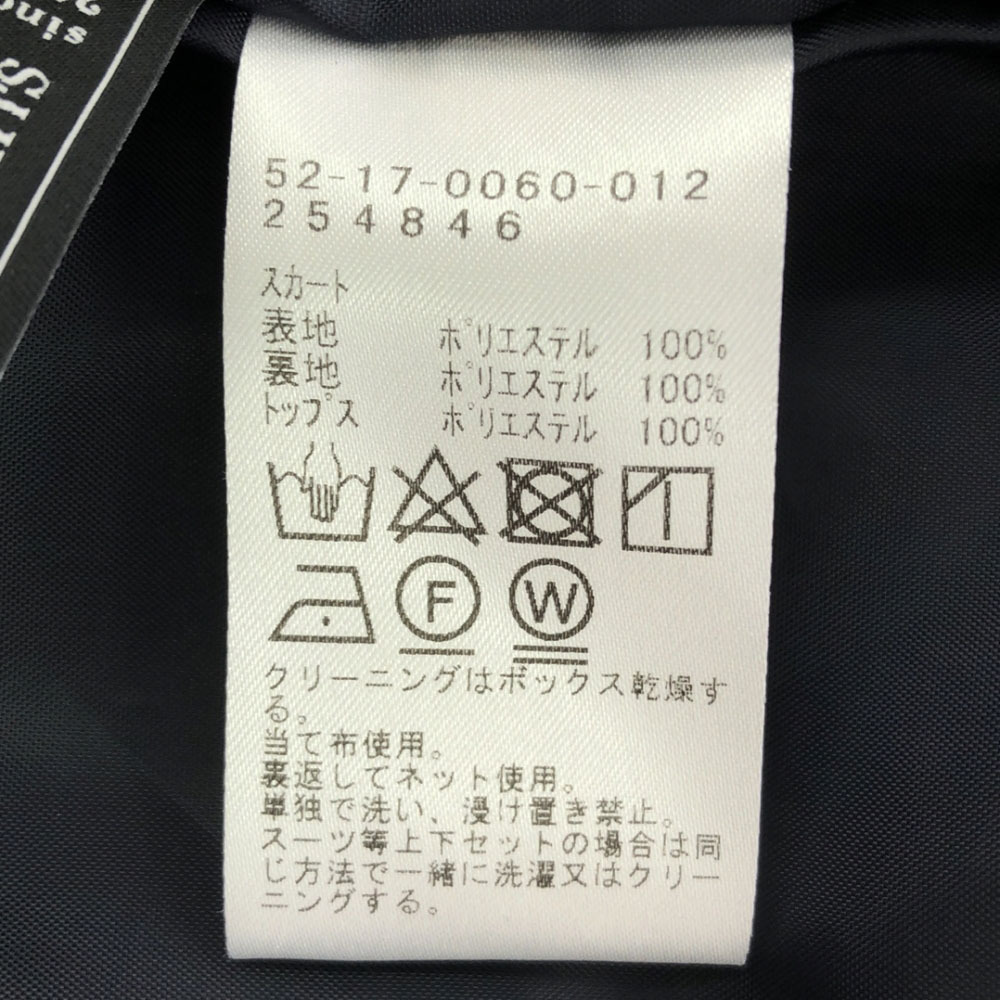 since
52-17-0060-012
254846
スカート
表地 ポリエステル 100%
裏地 ポリエステル 100%
トップス ポリエステル 100%
F W
クリーニングはボックス乾燥す
る。
当て布使用。
裏返してネット使用。
単独で洗い、浸け置き禁止。
スーツ等上下セットの場合は同
じ方法で一緒に洗濯又はクリー
ニングする。